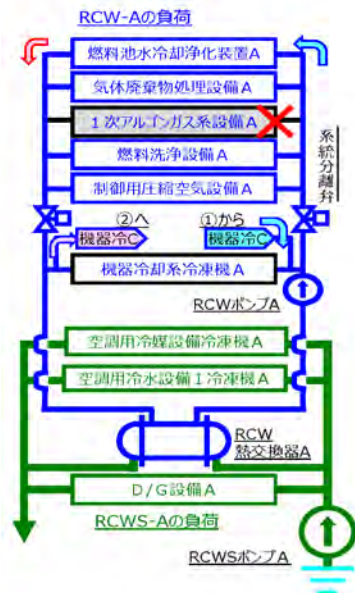 RCW-Aの負荷
燃料池水冷却浄化装置A
気体廃棄物処理設備A
1次アルゴンガス系設備A
燃料洗浄設備A
制御用圧縮空気設備A
系統分離弁
②へ
①から
機器冷C
機器冷C
機器冷却系冷凍機A
RCWポンプA
空調用冷媒設備冷凍機A
空調用冷水設備Ⅰ冷凍機A
RCW
熱交換器A
D/G設備A
RCWS-Aの負荷
RCWSポンプA